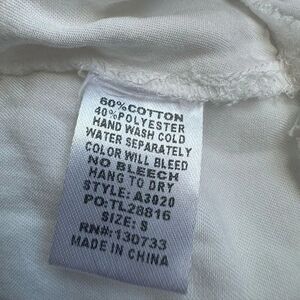 60%COTTON
40%POLYESTER
HAND WASH COLD
WATER SEPARATELY
COLOR WILL BLEED
NO BLEECH
HANG TO DRY
STYLE: A3020
PO:TL28816
SIZE: S
RN#:130733
MADE IN CHINA